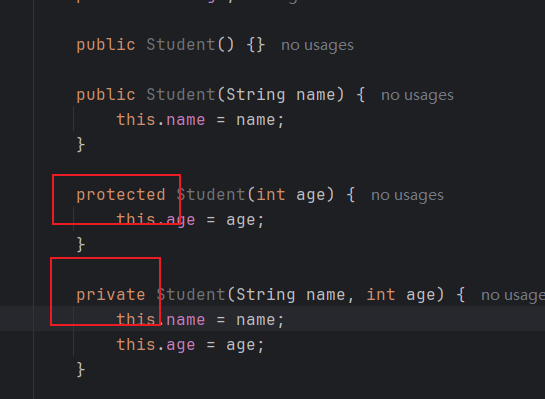 public Student() {} no usages
public Student(String name) { no usages
this.name = name;
}
protected Student(int age) { no usages
this.age = age;
}
private Student(String name, int age) { no usage
this.name = name;
this.age = age;
}